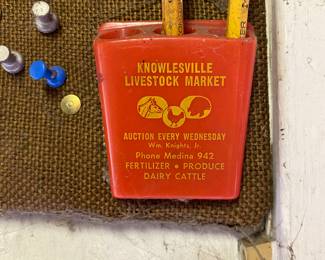 KNOWLESVILLE
LIVESTOCK MARKET
AUCTION EVERY WEDNESDAY
Wm. Knights, Jr.
Phone Medina 942
FERTILIZER • PRODUCE
DAIRY CATTLE